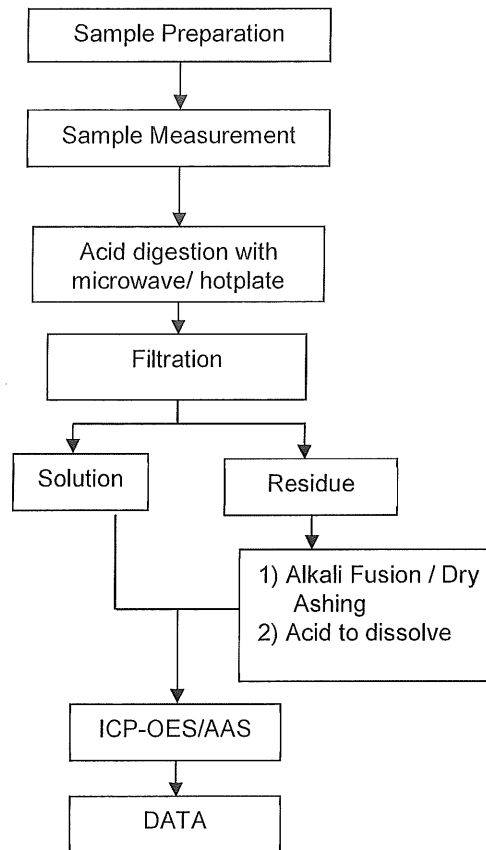 Sample Preparation
Sample Measurement
Acid digestion with
microwave/ hotplate
Filtration
Solution
Residue
1) Alkali Fusion / Dry
Ashing
2) Acid to dissolve
ICP-OES/AAS
DATA